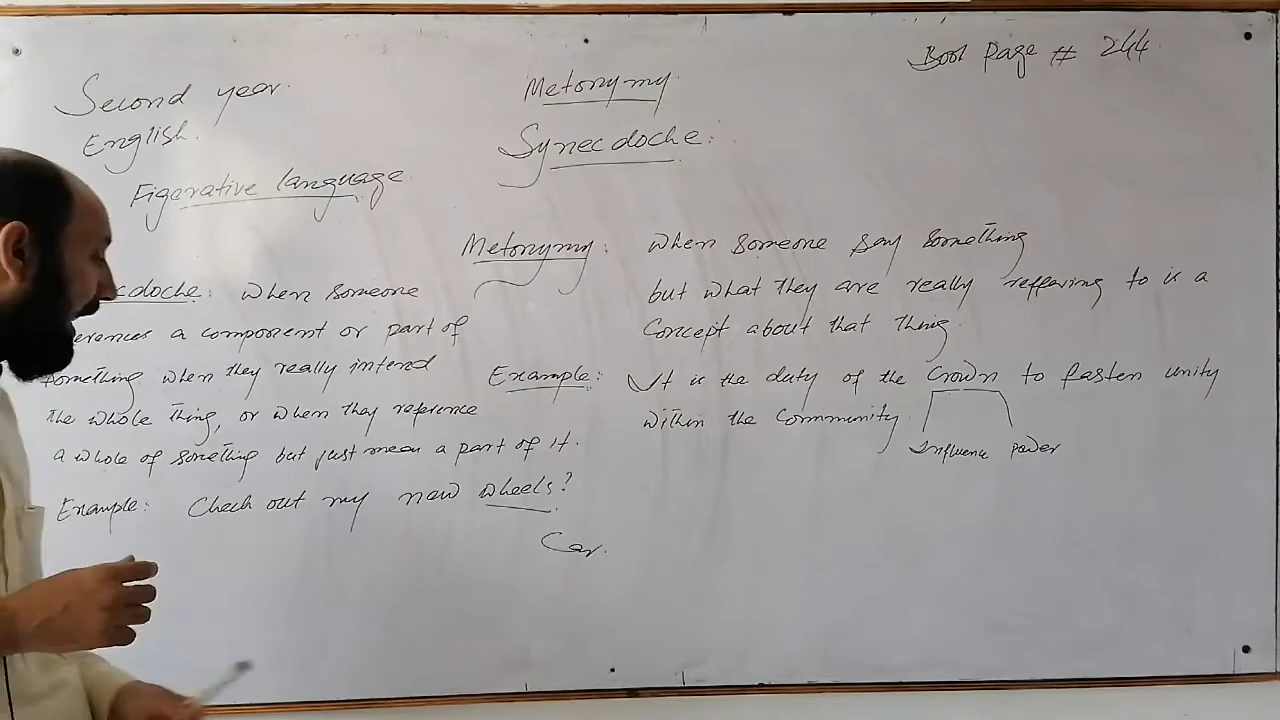 Second year.
English.
Figerative language.
Metonymy
Synecdoche:
Book Page # 244
cdoche: When someone
erences a component or part of
something when they really intend
the whole thing, or when they reference
a whole of something but just mean a part of it.
Example: Check out my new wheels?
Car.
Metonymy: When someone say something
but what they are really reffering to is a
Concept about that thing.
Example: It is the duty of the Crown to fasten unity
within the Community.
Influence power